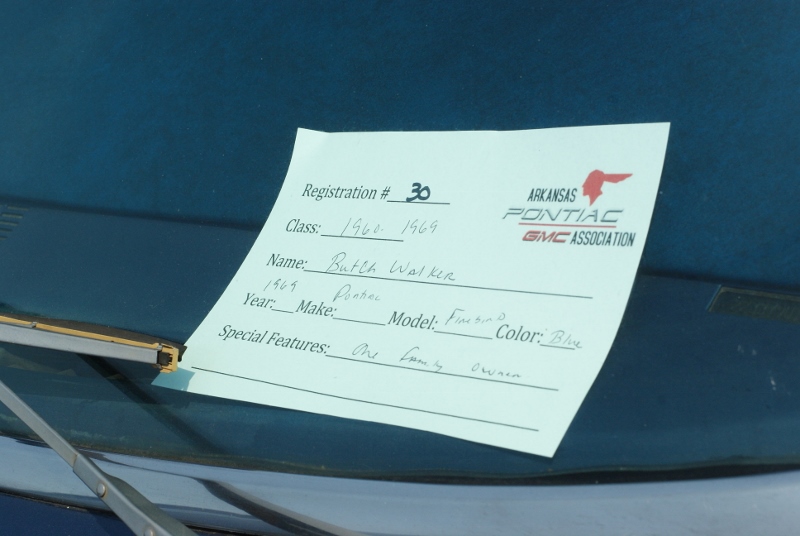 Registration # 30
ARKANSAS
PONTIAC
GMC ASSOCIATION
Class: 1960-1969
Name: Butch Walker
Year: 1969 Make: Pontiac Model: Firebird Color: Blue
Special Features: One family owner